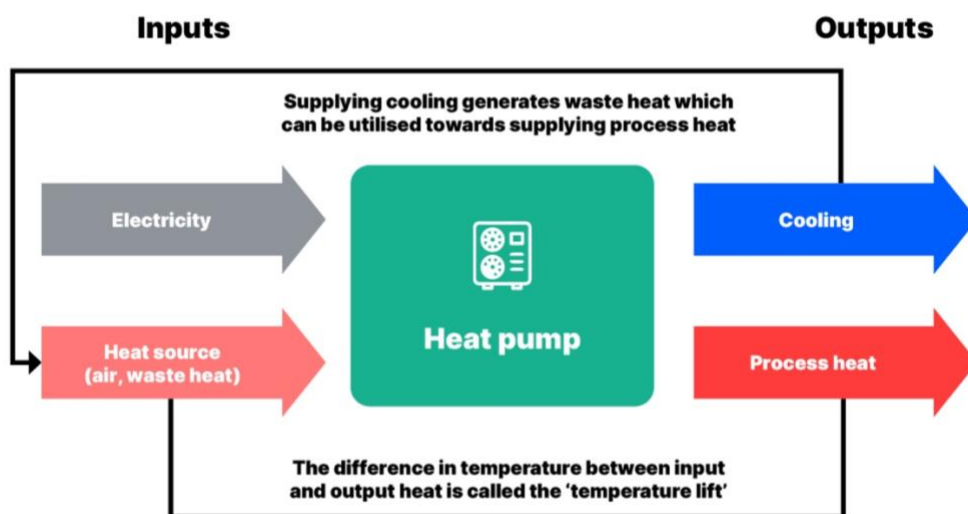 Inputs
Outputs
Supplying cooling generates waste heat which
can be utilised towards supplying process heat
Electricity
Cooling
Heat pump
Heat source
(air, waste heat)
Process heat
The difference in temperature between input
and output heat is called the ‘temperature lift’